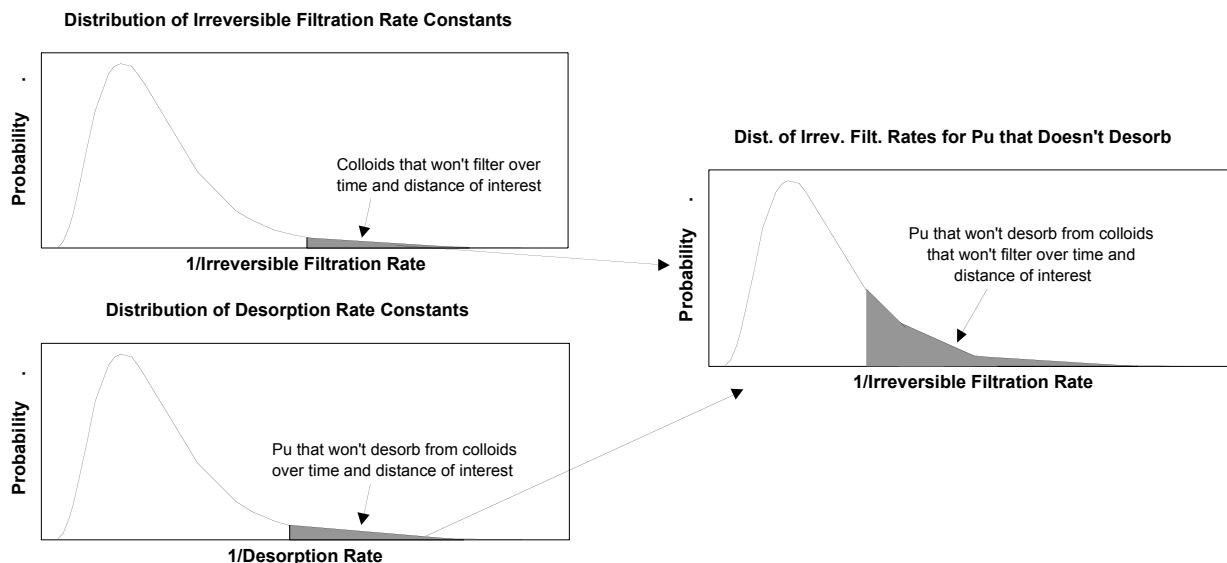 Distribution of Irreversible Filtration Rate Constants
Probability .
Colloids that won't filter over
time and distance of interest
1/Irreversible Filtration Rate
Distribution of Desorption Rate Constants
Probability .
Pu that won't desorb from colloids
over time and distance of interest
1/Desorption Rate
Dist. of Irrev. Filt. Rates for Pu that Doesn't Desorb
Probability .
Pu that won't desorb from colloids
that won't filter over time and
distance of interest
1/Irreversible Filtration Rate